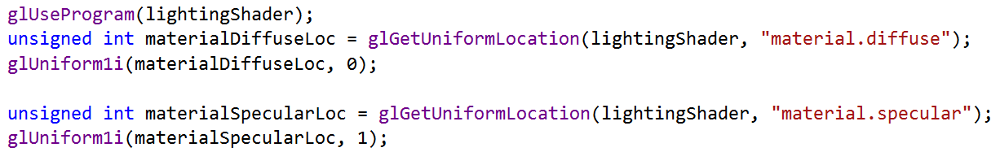 glUseProgram(lightingShader);
unsigned int materialDiffuseLoc = glGetUniformLocation(lightingShader, "material.diffuse");
glUniform1i(materialDiffuseLoc, 0);
unsigned int materialSpecularLoc = glGetUniformLocation(lightingShader, "material.specular");
glUniform1i(materialSpecularLoc, 1);